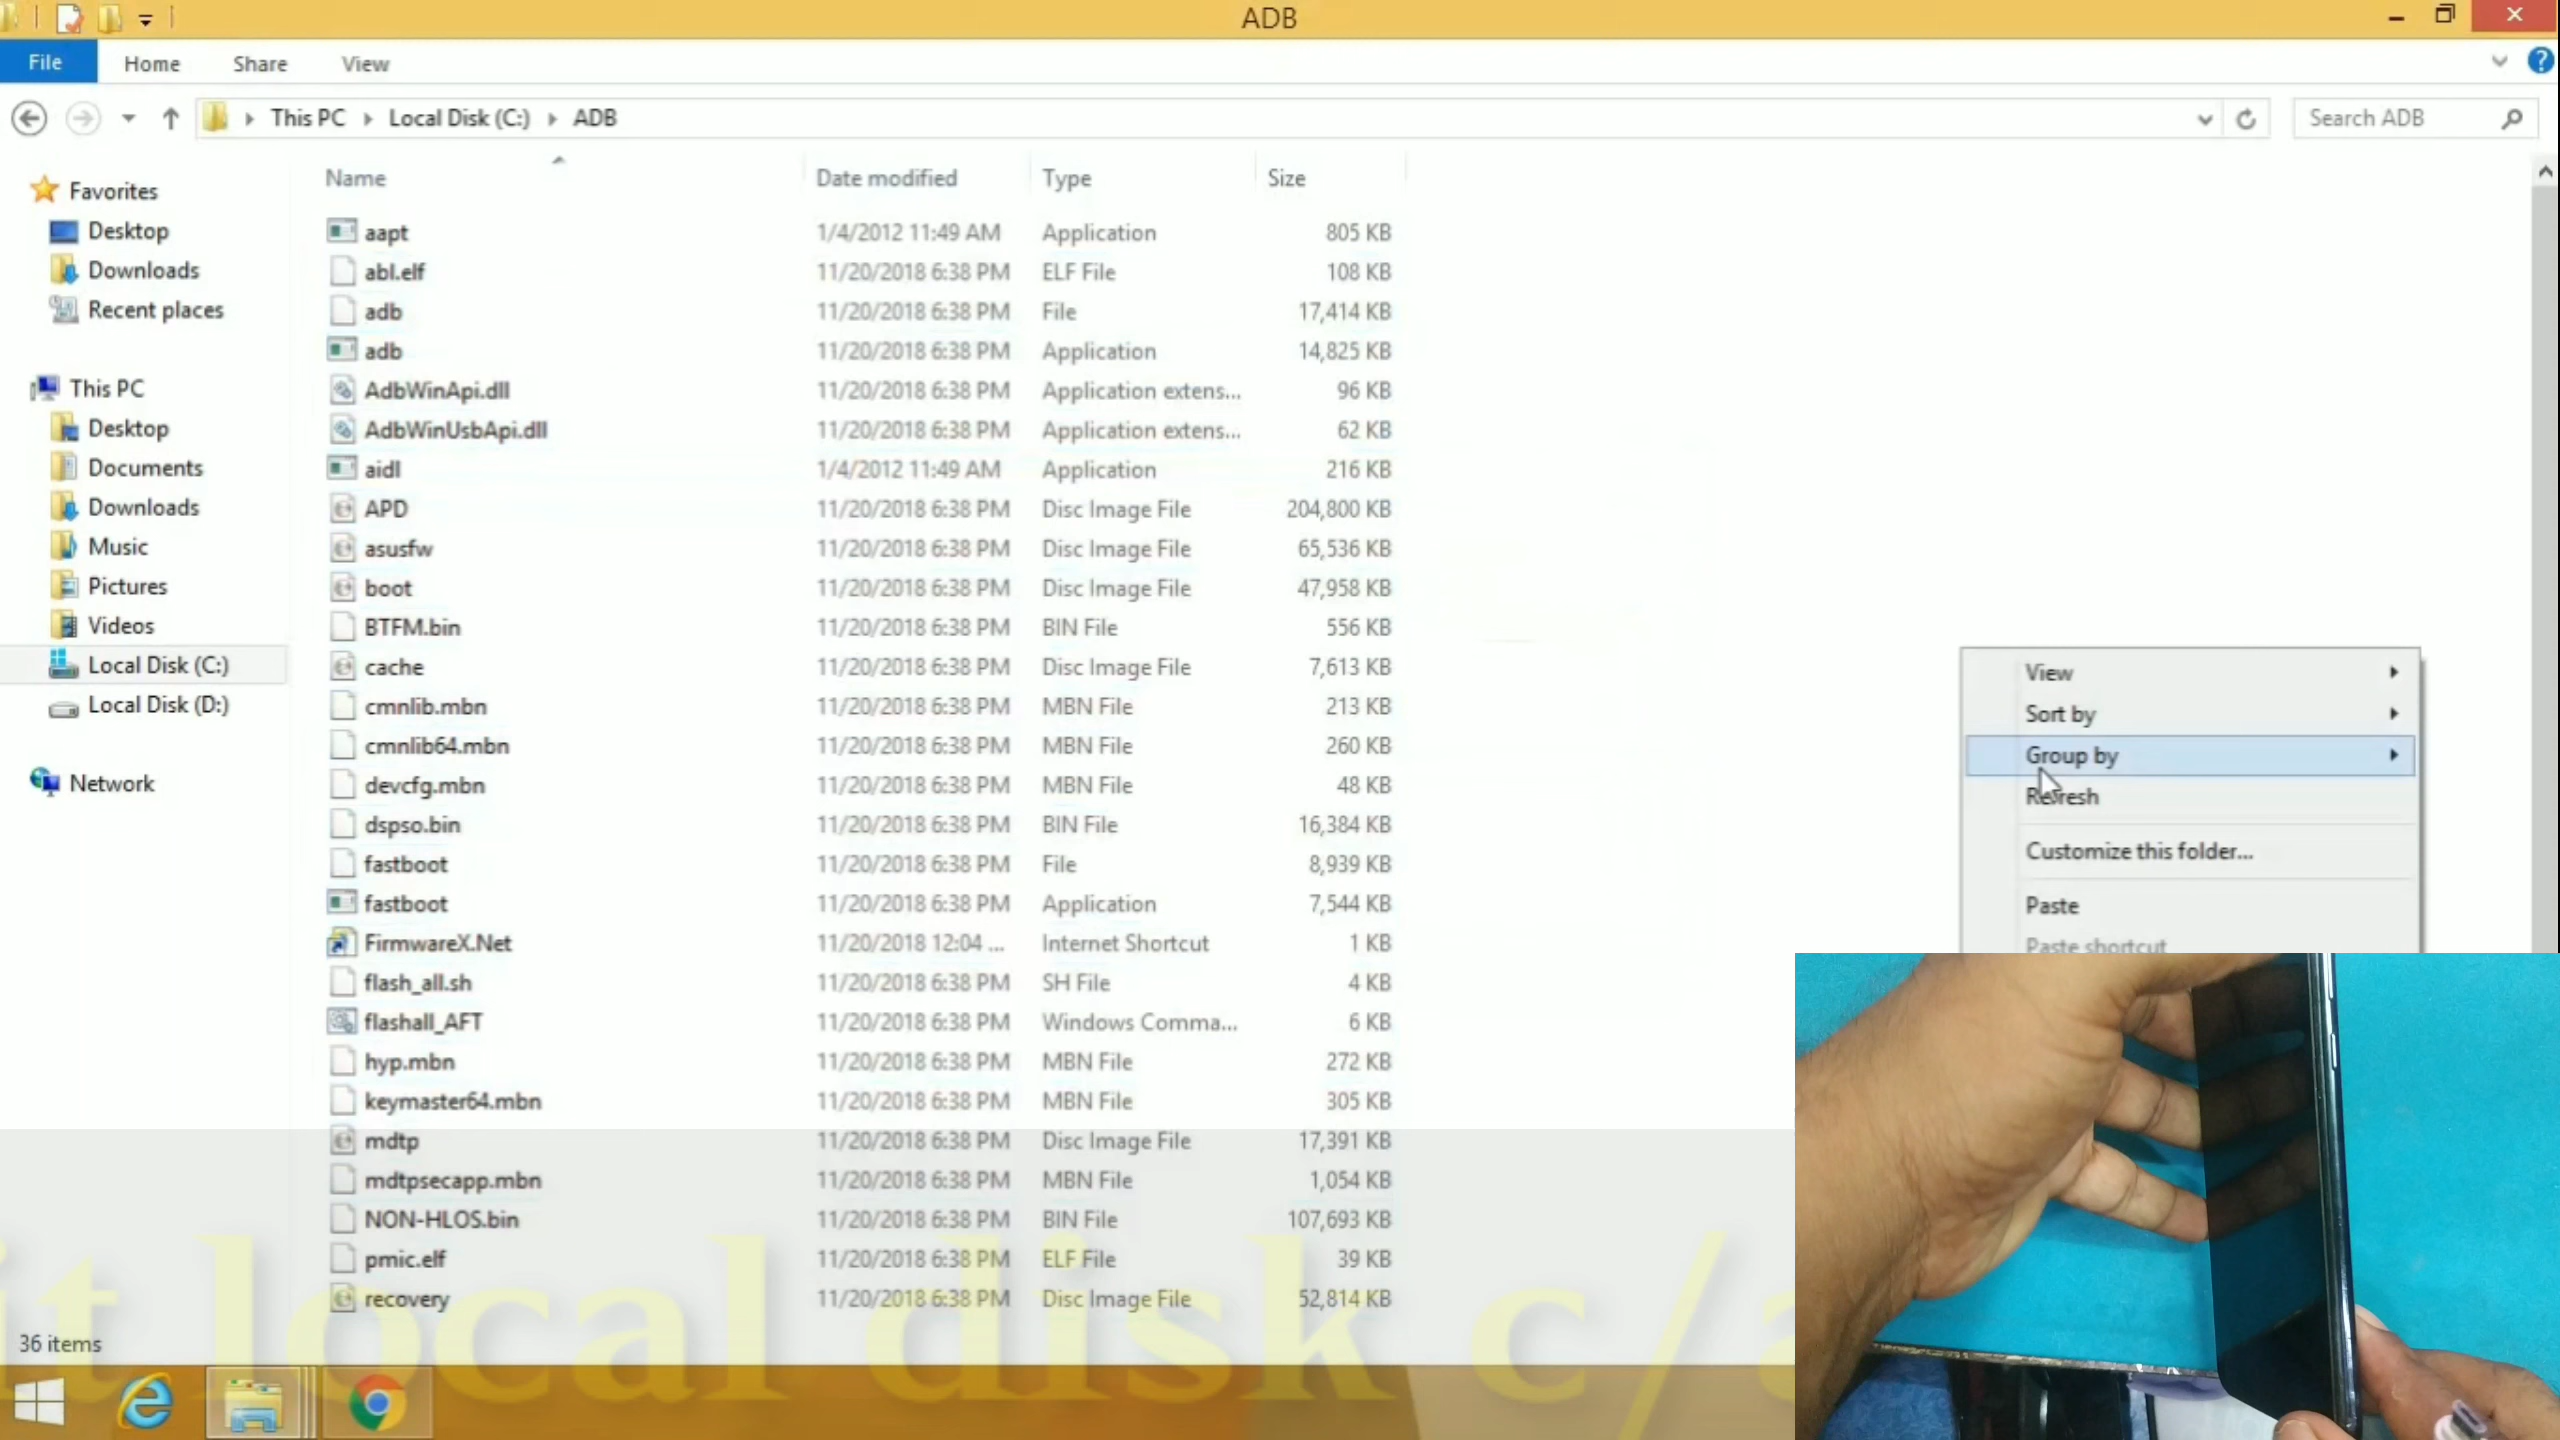 ADB
File Home Share View
This PC Local Disk (C:) ADB
Search ADB
Name Date modified Type Size
Favorites
Desktop
Downloads
Recent places
This PC
Desktop
Documents
Downloads
Music
Pictures
Videos
Local Disk (C:)
Local Disk (D:)
Network
aapt 1/4/2012 11:49 AM Application 805 KB
abl.elf 11/20/2018 6:38 PM ELF File 108 KB
adb 11/20/2018 6:38 PM File 17,414 KB
adb 11/20/2018 6:38 PM Application 14,825 KB
AdbWinApi.dll 11/20/2018 6:38 PM Application extens... 96 KB
AdbWinUsbApi.dll 11/20/2018 6:38 PM Application extens... 62 KB
aidl 1/4/2012 11:49 AM Application 216 KB
APD 11/20/2018 6:38 PM Disc Image File 204,800 KB
asusfw 11/20/2018 6:38 PM Disc Image File 65,536 KB
boot 11/20/2018 6:38 PM Disc Image File 47,958 KB
BTFM.bin 11/20/2018 6:38 PM BIN File 556 KB
cache 11/20/2018 6:38 PM Disc Image File 7,613 KB
cmnlib.mbn 11/20/2018 6:38 PM MBN File 213 KB
cmnlib64.mbn 11/20/2018 6:38 PM MBN File 260 KB
devcfg.mbn 11/20/2018 6:38 PM MBN File 48 KB
dspso.bin 11/20/2018 6:38 PM BIN File 16,384 KB
fastboot 11/20/2018 6:38 PM File 8,939 KB
fastboot 11/20/2018 6:38 PM Application 7,544 KB
FirmwareX.Net 11/20/2018 12:04 ... Internet Shortcut 1 KB
flash_all.sh 11/20/2018 6:38 PM SH File 4 KB
flashall_AFT 11/20/2018 6:38 PM Windows Comma... 6 KB
hyp.mbn 11/20/2018 6:38 PM MBN File 272 KB
keymaster64.mbn 11/20/2018 6:38 PM MBN File 305 KB
mdtp 11/20/2018 6:38 PM Disc Image File 17,391 KB
mdtpsecapp.mbn 11/20/2018 6:38 PM MBN File 1,054 KB
NON-HLOS.bin 11/20/2018 6:38 PM BIN File 107,693 KB
pmic.elf 11/20/2018 6:38 PM ELF File 39 KB
recovery 11/20/2018 6:38 PM Disc Image File 52,814 KB
View
Sort by
Group by
Refresh
Customize this folder...
Paste
Paste shortcut
it local disk c/a
36 items